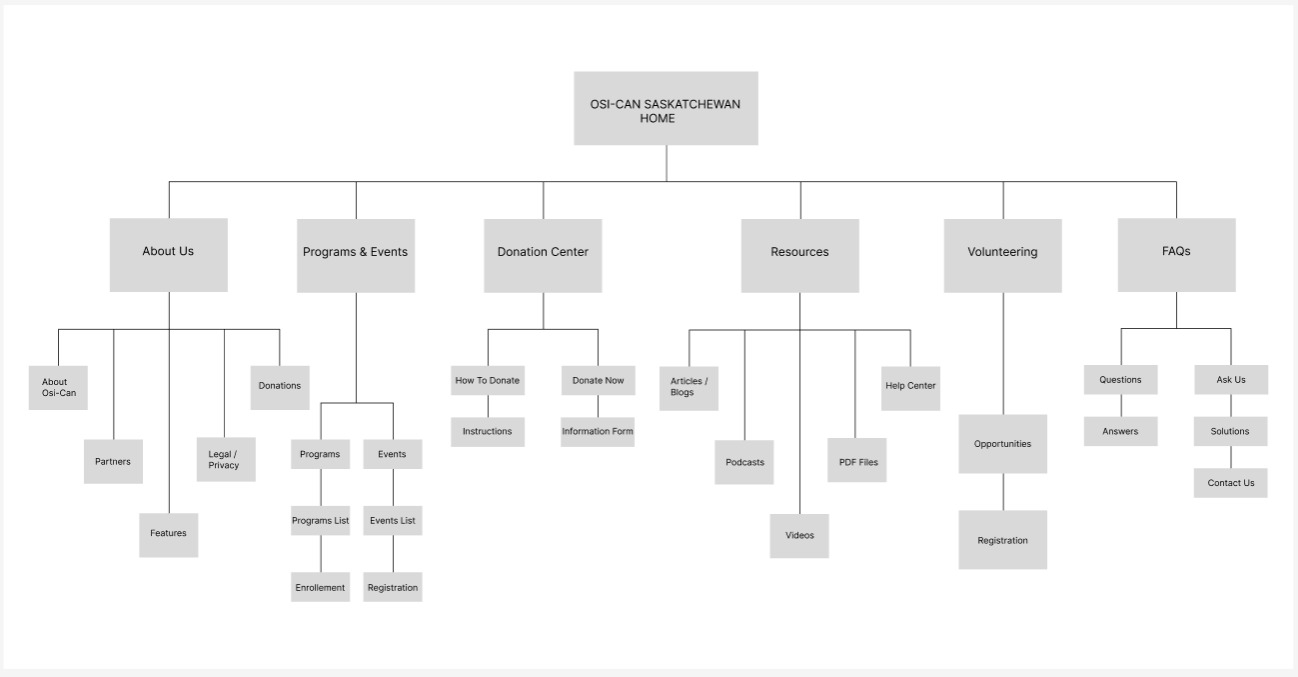 OSI-CAN SASKATCHEWAN
HOME
About Us
Programs & Events
Donation Center
Resources
Volunteering
FAQs
About
Osi-Can
Partners
Features
Legal /
Privacy
Donations
Programs
Programs List
Enrollement
Events
Events List
Registration
How To Donate
Instructions
Donate Now
Information Form
Articles /
Blogs
Podcasts
Videos
PDF Files
Help Center
Opportunities
Registration
Questions
Answers
Ask Us
Solutions
Contact Us